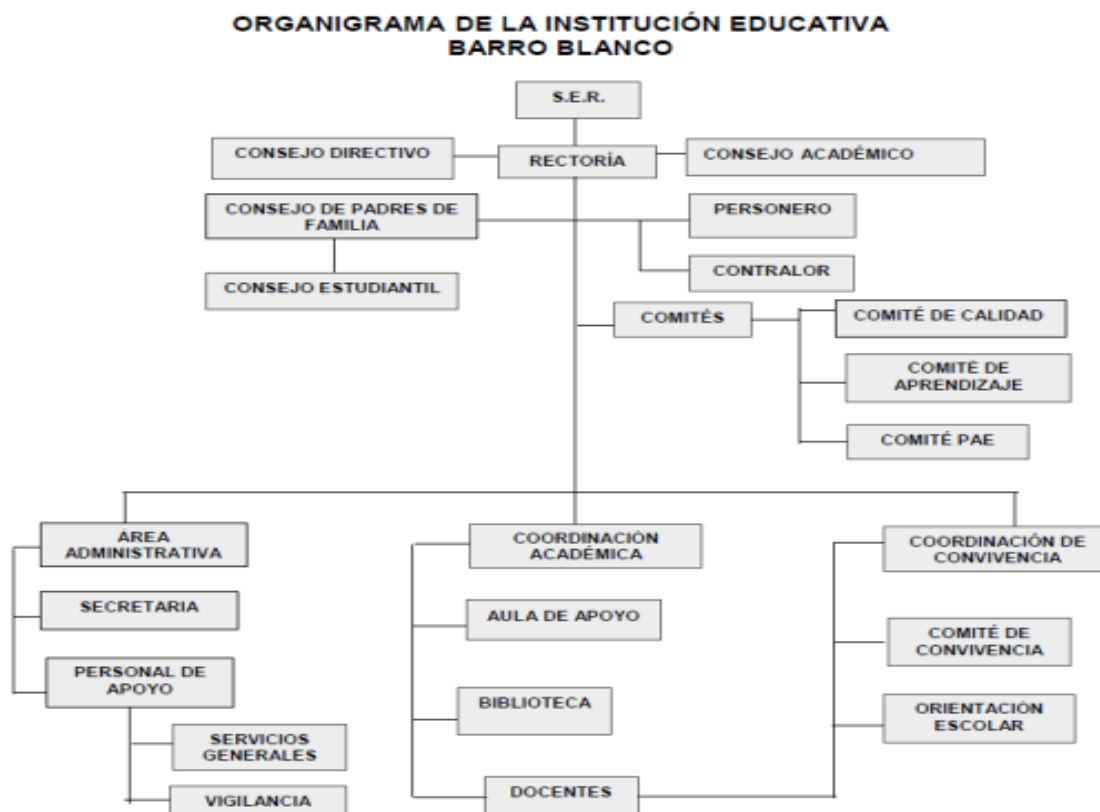 ORGANIGRAMA DE LA INSTITUCIÓN EDUCATIVA
BARRO BLANCO
S.E.R.
CONSEJO DIRECTIVO
RECTORÍA
CONSEJO ACADÉMICO
CONSEJO DE PADRES DE
FAMILIA
PERSONERO
CONSEJO ESTUDIANTIL
CONTRALOR
COMITÉS
COMITÉ DE CALIDAD
COMITÉ DE
APRENDIZAJE
COMITÉ PAE
ÁREA
ADMINISTRATIVA
COORDINACIÓN
ACADÉMICA
COORDINACIÓN DE
CONVIVENCIA
SECRETARIA
AULA DE APOYO
COMITÉ DE
CONVIVENCIA
PERSONAL DE
APOYO
BIBLIOTECA
ORIENTACIÓN
ESCOLAR
SERVICIOS
GENERALES
VIGILANCIA
DOCENTES